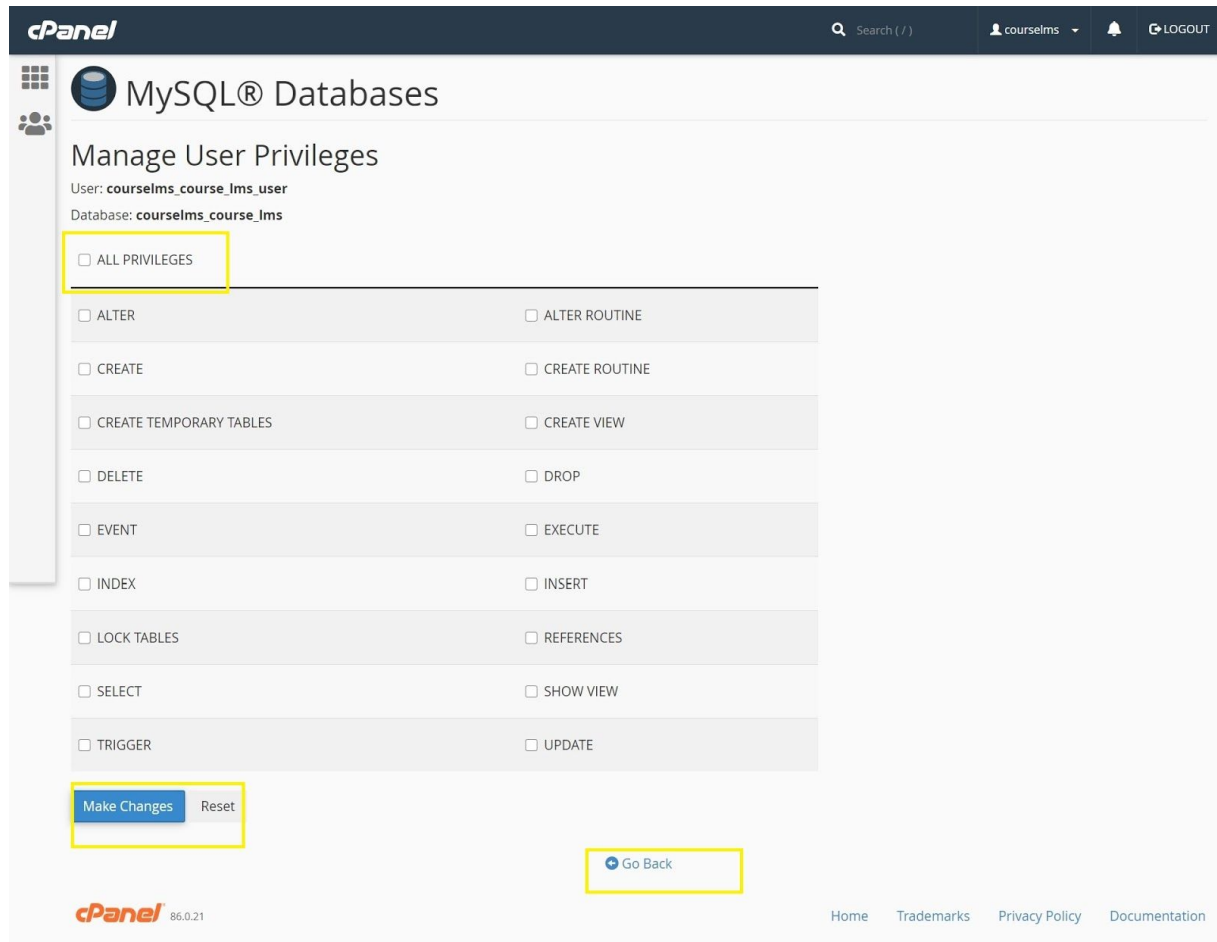 cPanel Search ( / ) courselms LOGOUT
MySQL® Databases
Manage User Privileges
User: courselms_course_lms_user
Database: courselms_course_lms
ALL PRIVILEGES
ALTER ALTER ROUTINE
CREATE CREATE ROUTINE
CREATE TEMPORARY TABLES CREATE VIEW
DELETE DROP
EVENT EXECUTE
INDEX INSERT
LOCK TABLES REFERENCES
SELECT SHOW VIEW
TRIGGER UPDATE
Make Changes Reset
Go Back
cPanel 86.0.21 Home Trademarks Privacy Policy Documentation